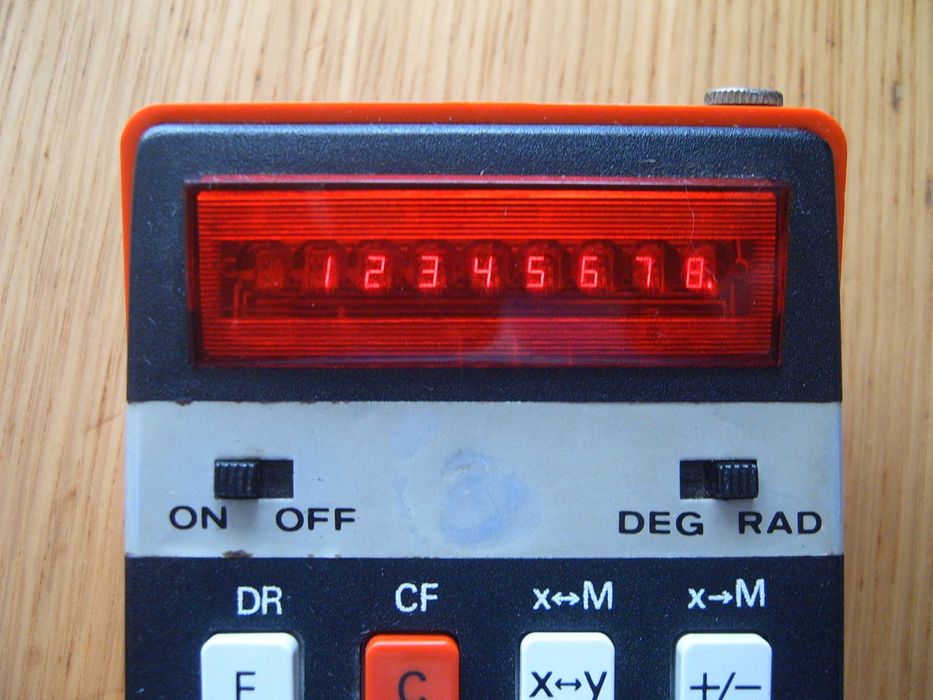 12345678.
ON OFF DEG RAD
DR CF x↔M x→M
F C x↔y +/−